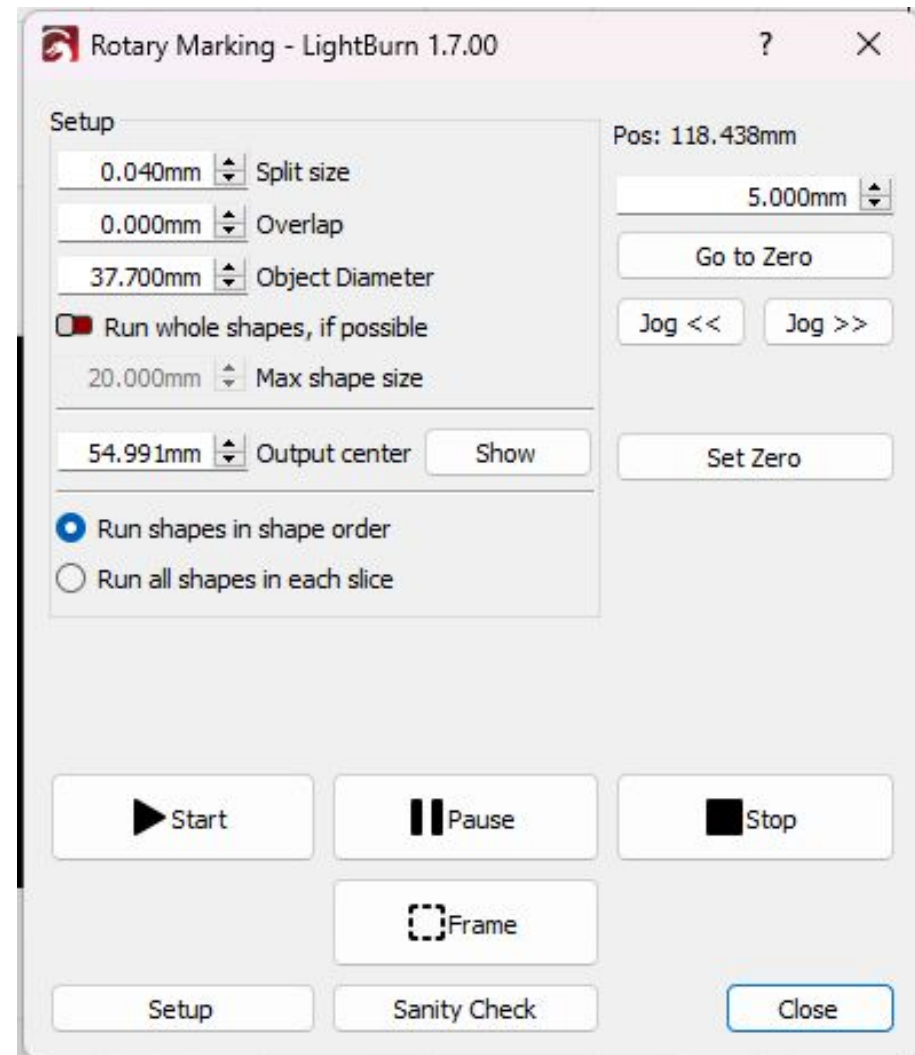 Rotary Marking - LightBurn 1.7.00 ? ✕
Setup
0.040mm Split size
0.000mm Overlap
37.700mm Object Diameter
Run whole shapes, if possible
20.000mm Max shape size
54.991mm Output center Show
Run shapes in shape order
Run all shapes in each slice
Pos: 118.438mm
5.000mm
Go to Zero
Jog << Jog >>
Set Zero
Start Pause Stop
Frame
Setup Sanity Check Close